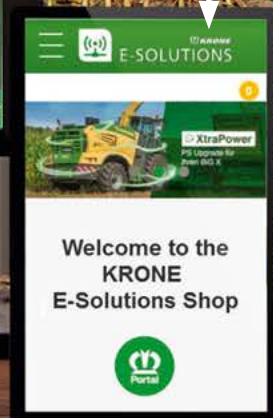 KRONE
E-SOLUTIONS
0
XtraPower
PS Upgrade für
Ihren BiG X
Welcome to the
KRONE
E-Solutions Shop
Portal